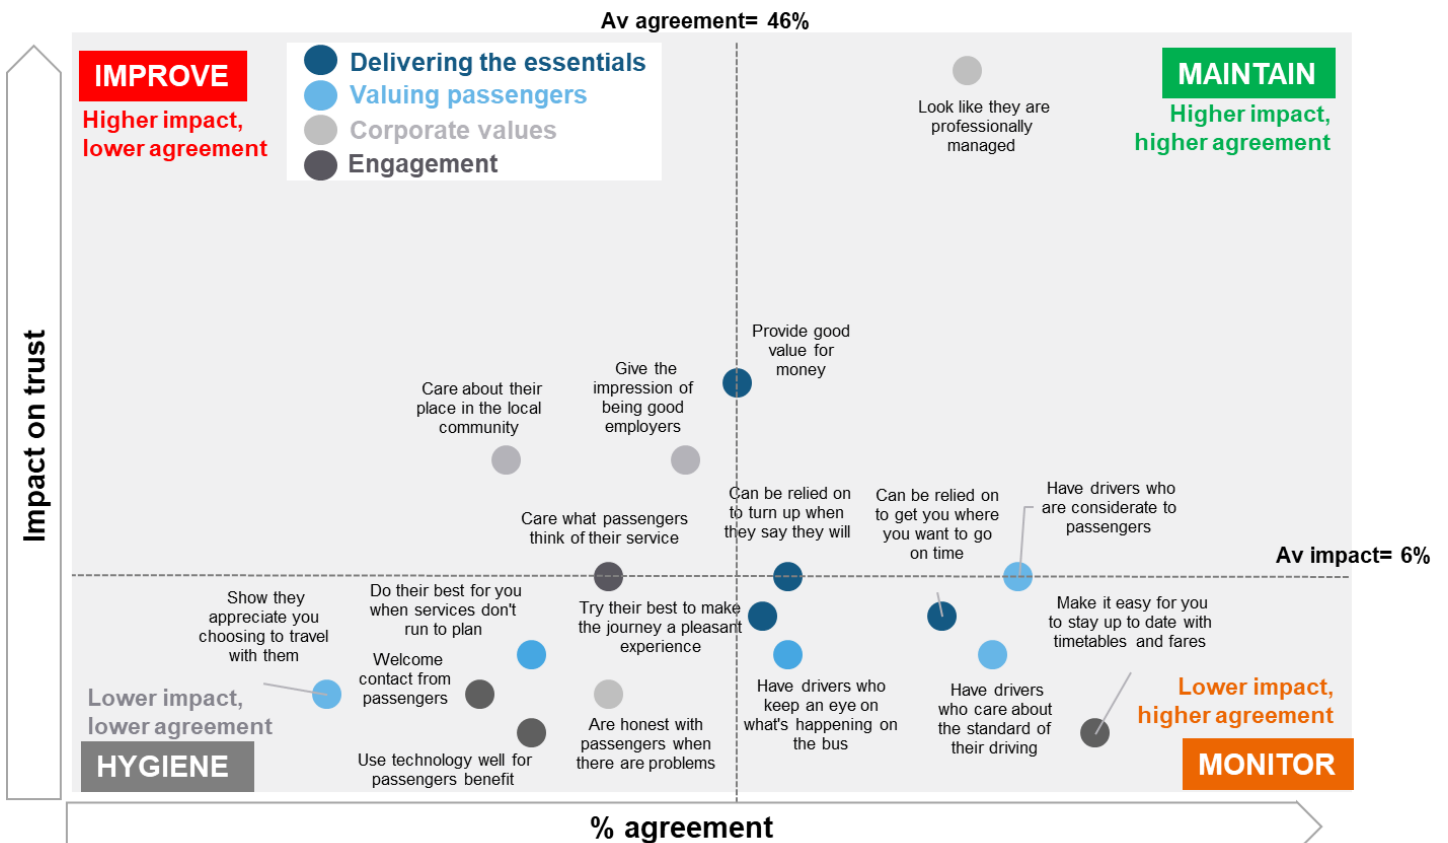 Av agreement= 46%
IMPROVE
Higher impact,
lower agreement
Delivering the essentials
Valuing passengers
Corporate values
Engagement
MAINTAIN
Higher impact,
higher agreement
Look like they are
professionally
managed
Impact on trust
Provide good
value for
money
Give the
impression of
being good
employers
Care about their
place in the local
community
Care what passengers
think of their service
Can be relied on
to turn up when
they say they will
Can be relied on
to get you where
you want to go
on time
Have drivers who
are considerate to
passengers
Av impact= 6%
Show they
appreciate you
choosing to travel
with them
Do their best for you
when services don't
run to plan
Try their best to make
the journey a pleasant
experience
Make it easy for you
to stay up to date with
timetables and fares
Welcome
contact from
passengers
Use technology well for
passengers benefit
Are honest with
passengers when
there are problems
Have drivers who
keep an eye on
what's happening on
the bus
Have drivers
who care about
the standard of
their driving
Lower impact,
lower agreement
HYGIENE
Lower impact,
higher agreement
MONITOR
% agreement